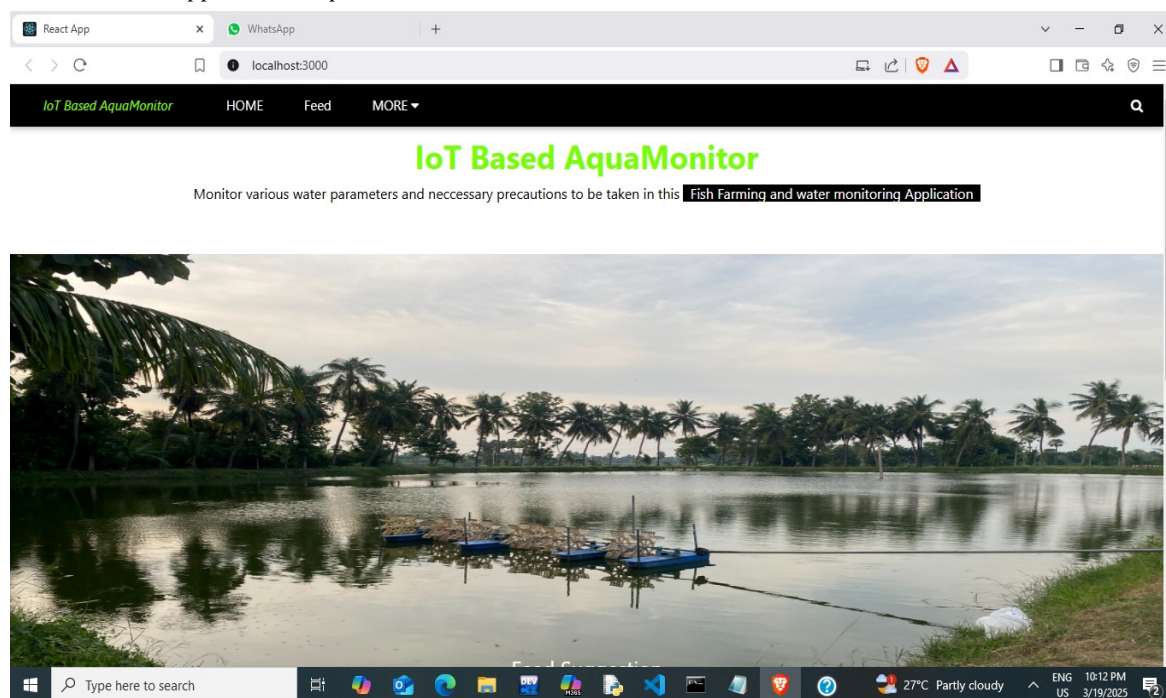 React App
WhatsApp
localhost:3000
IoT Based AquaMonitor
HOME
Feed
MORE
IoT Based AquaMonitor
Monitor various water parameters and neccessary precautions to be taken in this Fish Farming and water monitoring Application
Type here to search
DEV
M365
27°C Partly cloudy
ENG
US
10:12 PM
3/19/2025